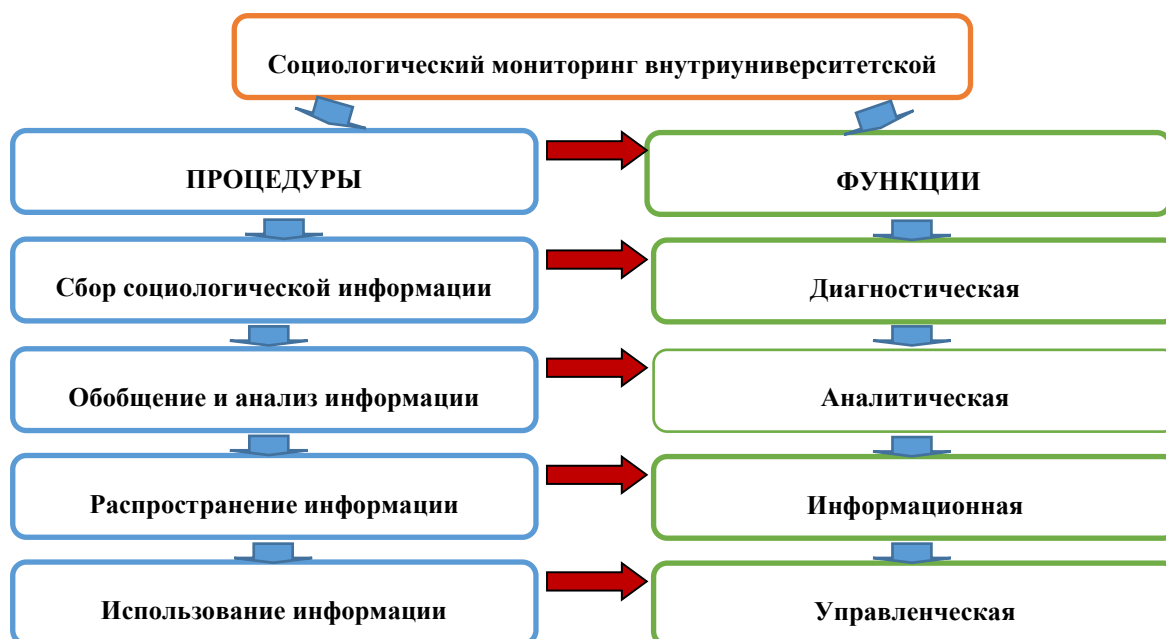 Социологический мониторинг внутриуниверситетской
ПРОЦЕДУРЫ
ФУНКЦИИ
Сбор социологической информации
Диагностическая
Обобщение и анализ информации
Аналитическая
Распространение информации
Информационная
Использование информации
Управленческая